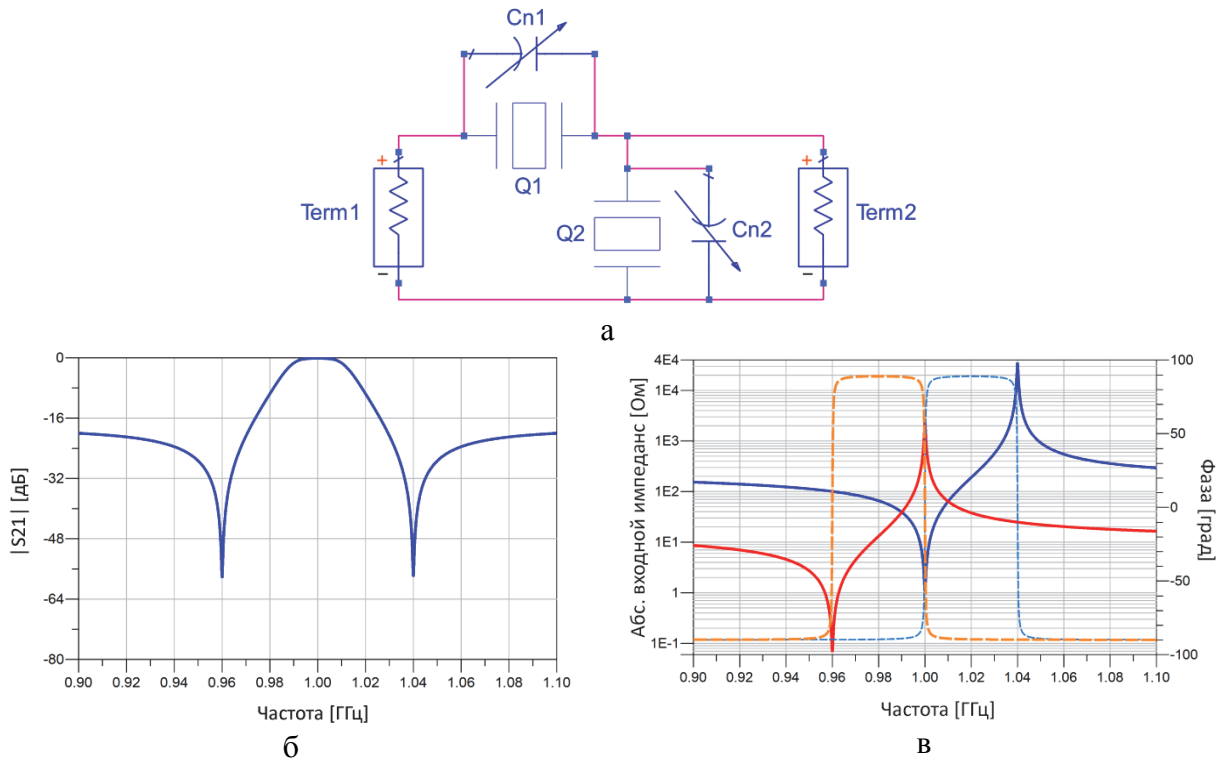 Cn1
Q1
+
Term1
−
Q2
Cn2
+
Term2
−
а
|S21| [дБ]
0
-16
-32
-48
-64
-80
0.90 0.92 0.94 0.96 0.98 1.00 1.02 1.04 1.06 1.08 1.10
Частота [ГГц]
б
Абс. входной импеданс [Ом]
4E4
1E4
1E3
1E2
1E1
1
1E-1
100
50
0
-50
-100
Фаза [град]
0.90 0.92 0.94 0.96 0.98 1.00 1.02 1.04 1.06 1.08 1.10
Частота [ГГц]
в